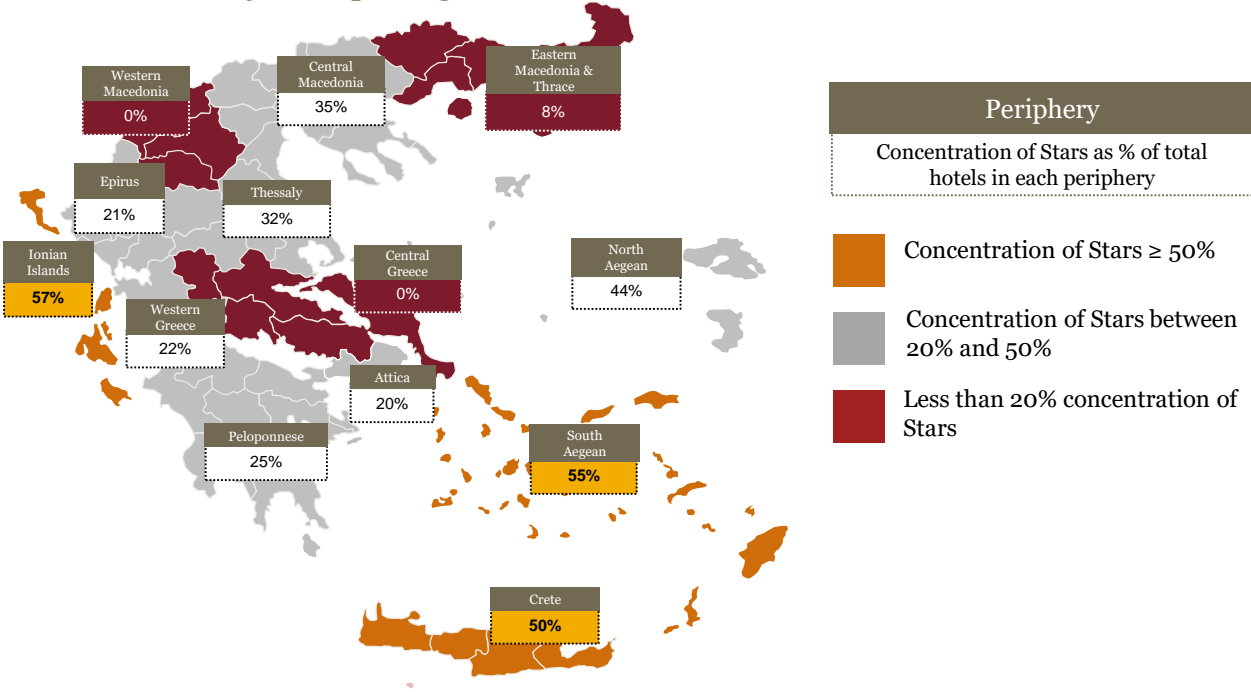 Western
Macedonia
0%
Central
Macedonia
35%
Eastern
Macedonia &
Thrace
8%
Epirus
21%
Thessaly
32%
Ionian
Islands
57%
Central
Greece
0%
North
Aegean
44%
Western
Greece
22%
Attica
20%
Peloponnese
25%
South
Aegean
55%
Crete
50%
Periphery
Concentration of Stars as % of total
hotels in each periphery
Concentration of Stars ≥ 50%
Concentration of Stars between
20% and 50%
Less than 20% concentration of
Stars